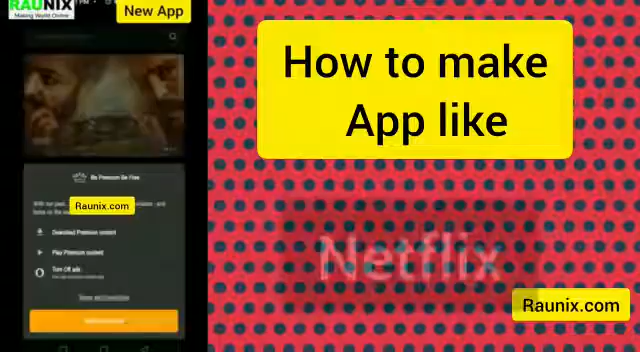 RAUNIX
Making World Online
New App
How to make
App like
Be Premium Be Free
Raunix.com
Download Premium content
Play Premium content
Turn Off ads
Netflix
Raunix.com